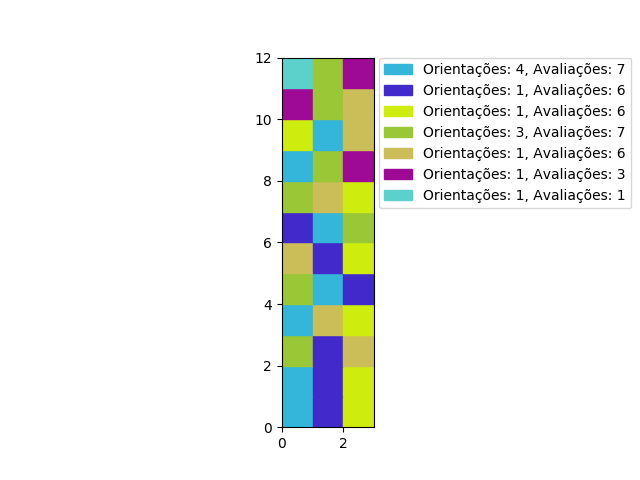 12
10
8
6
4
2
0
0 2
Orientações: 4, Avaliações: 7
Orientações: 1, Avaliações: 6
Orientações: 1, Avaliações: 6
Orientações: 3, Avaliações: 7
Orientações: 1, Avaliações: 6
Orientações: 1, Avaliações: 3
Orientações: 1, Avaliações: 1